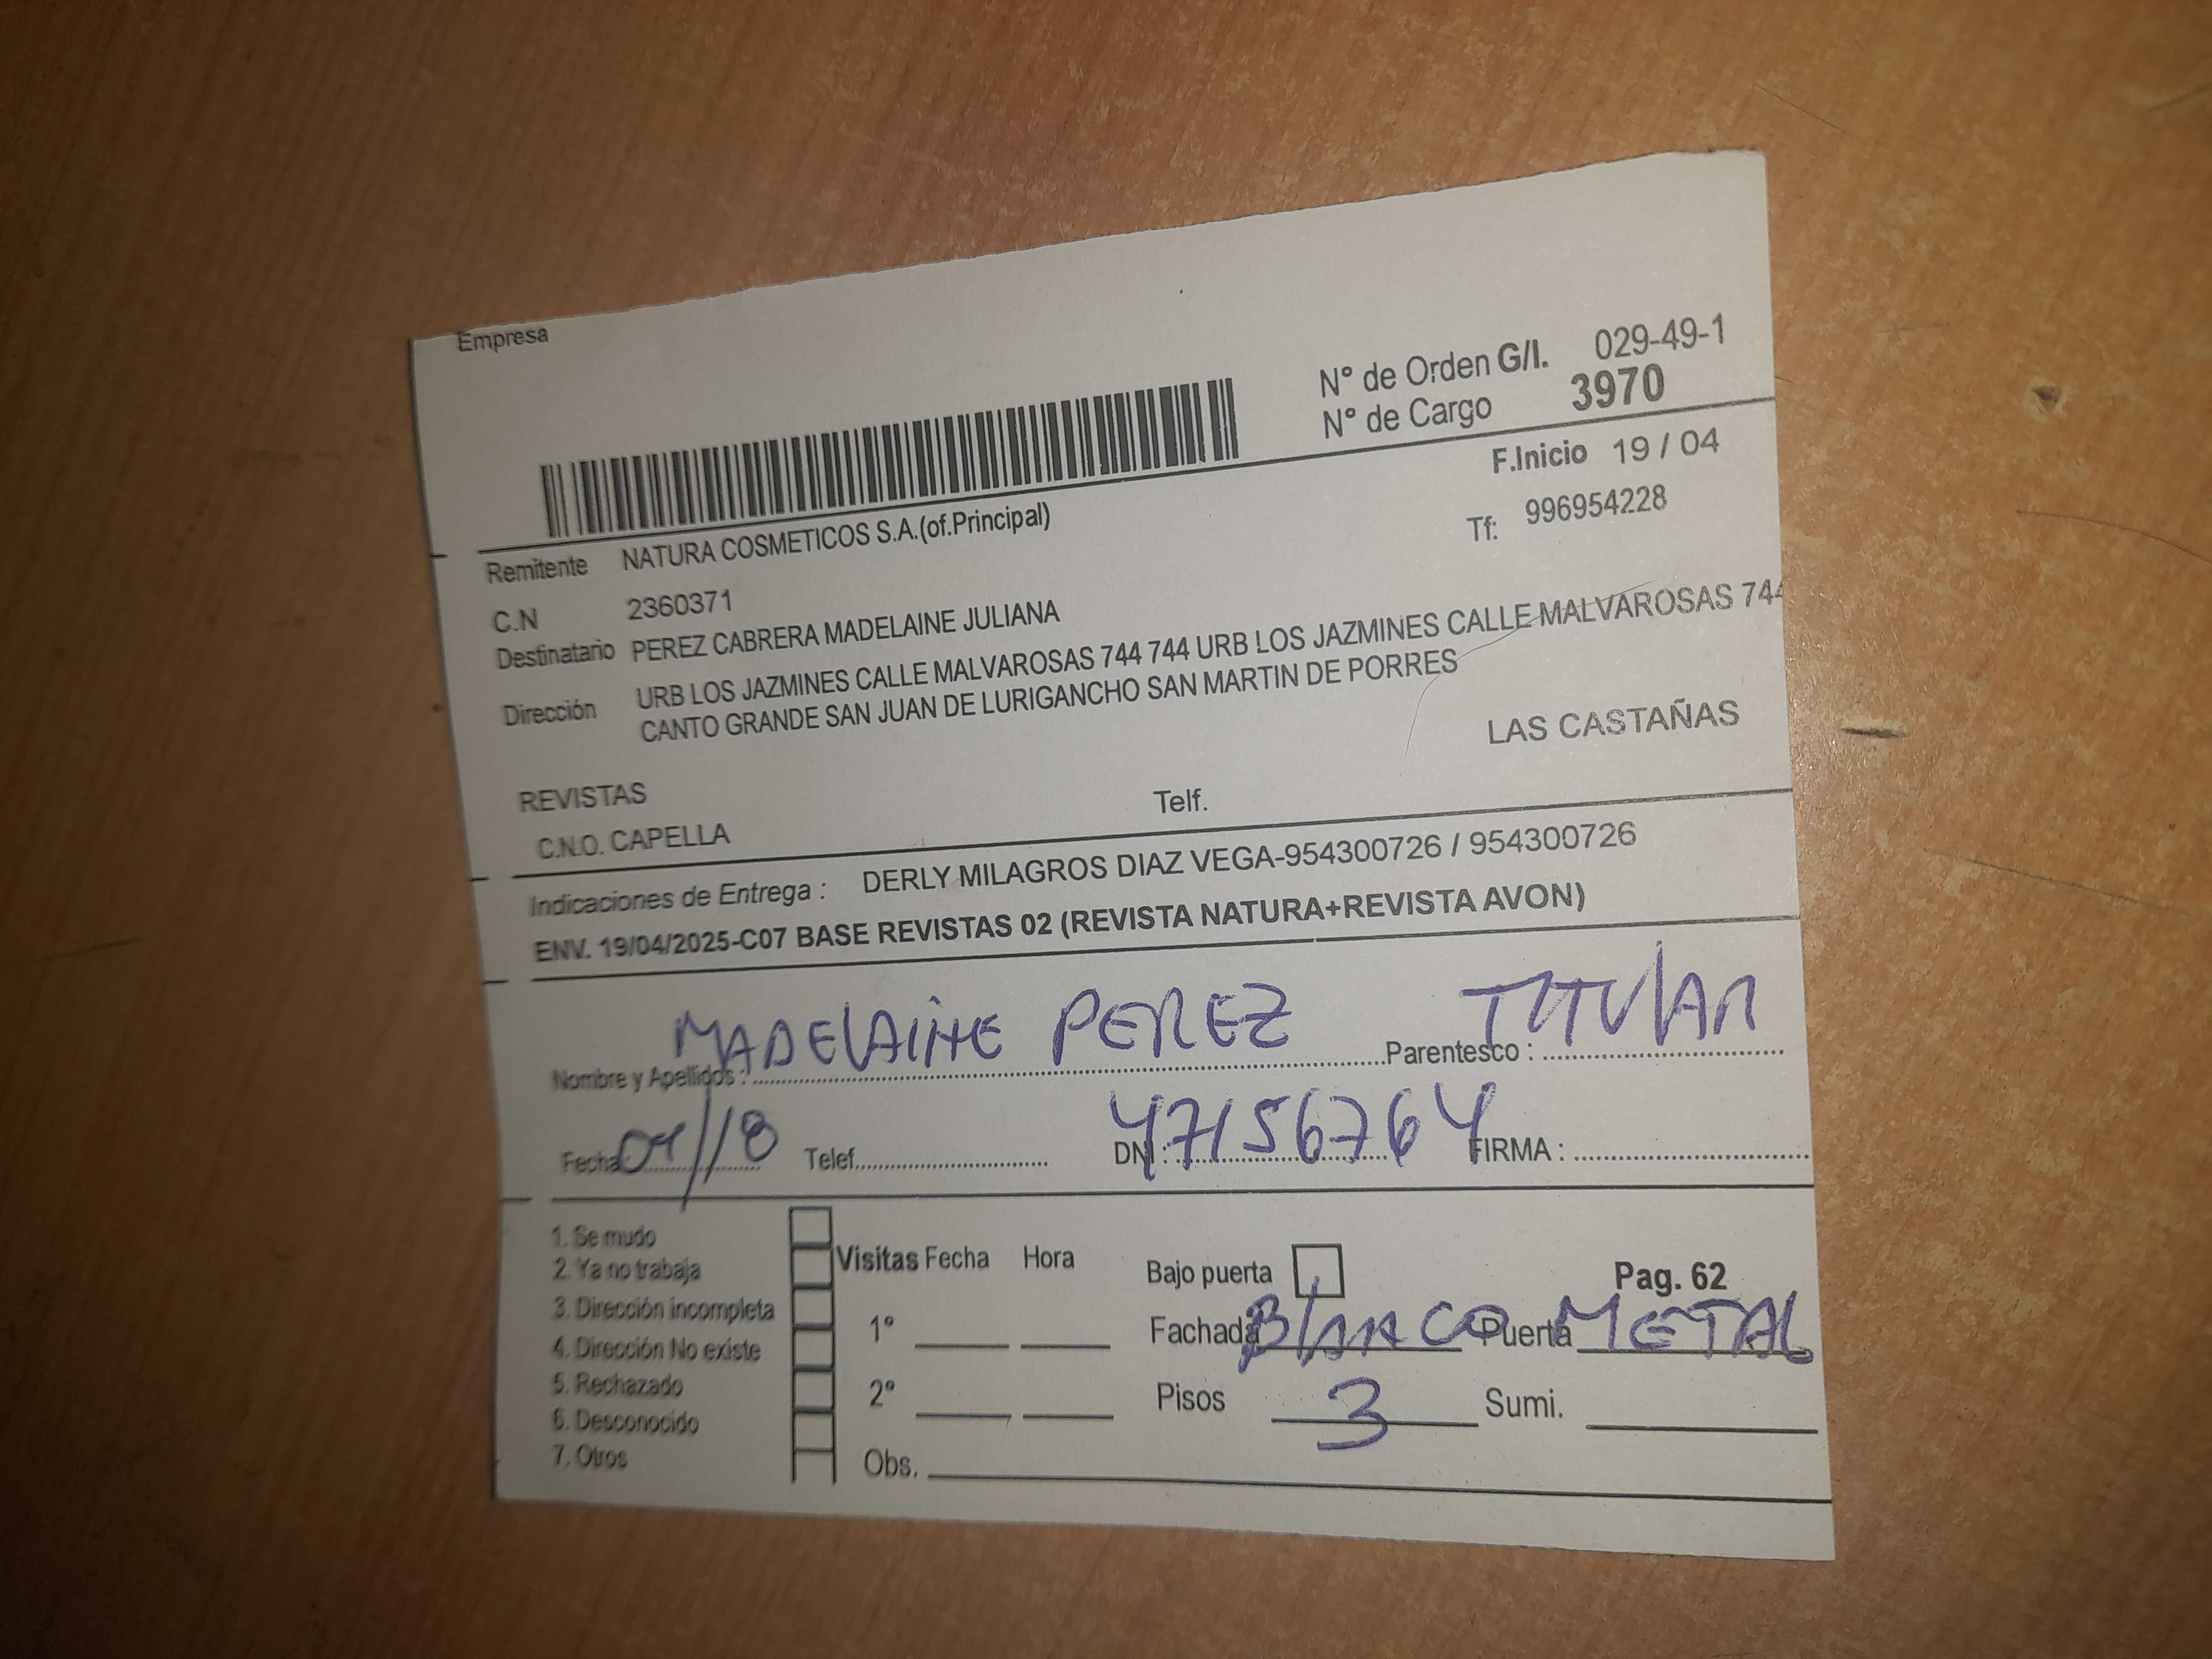 Empresa
N° de Orden G/I. 029-49-1
N° de Cargo 3970
F.Inicio 19 / 04
Remitente NATURA COSMETICOS S.A.(of.Principal) Tf: 996954228
C.N 2360371
Destinatario PEREZ CABRERA MADELAINE JULIANA
Dirección URB LOS JAZMINES CALLE MALVAROSAS 744 744 URB LOS JAZMINES CALLE MALVAROSAS 744
CANTO GRANDE SAN JUAN DE LURIGANCHO SAN MARTIN DE PORRES
LAS CASTAÑAS
REVISTAS Telf.
C.N.O. CAPELLA
Indicaciones de Entrega : DERLY MILAGROS DIAZ VEGA-954300726 / 954300726
ENV. 19/04/2025-C07 BASE REVISTAS 02 (REVISTA NATURA+REVISTA AVON)
Nombre y Apellidos : MADELAINE PEREZ Parentesco : TITULAR
Fecha Telef. DNI : 47156764 FIRMA :
1. Se mudo
2. Ya no trabaja
3. Dirección incompleta
4. Dirección No existe
5. Rechazado
6. Desconocido
7. Otros
Visitas Fecha Hora
1°
2°
Obs.
Bajo puerta Pag. 62
Fachada BLANCO Puerta METAL
Pisos 3 Sumi.